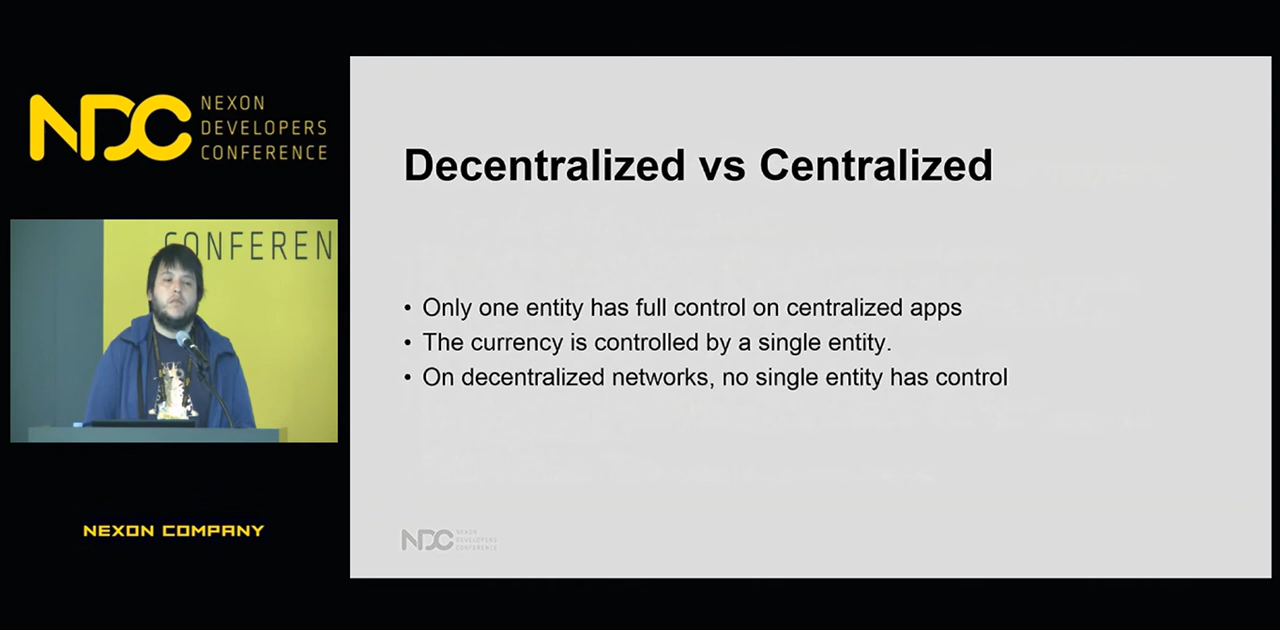 NDC
NEXON
DEVELOPERS
CONFERENCE
CONFEREN
NEXON COMPANY
Decentralized vs Centralized
• Only one entity has full control on centralized apps
• The currency is controlled by a single entity.
• On decentralized networks, no single entity has control
NDC
NEXON
DEVELOPERS
CONFERENCE